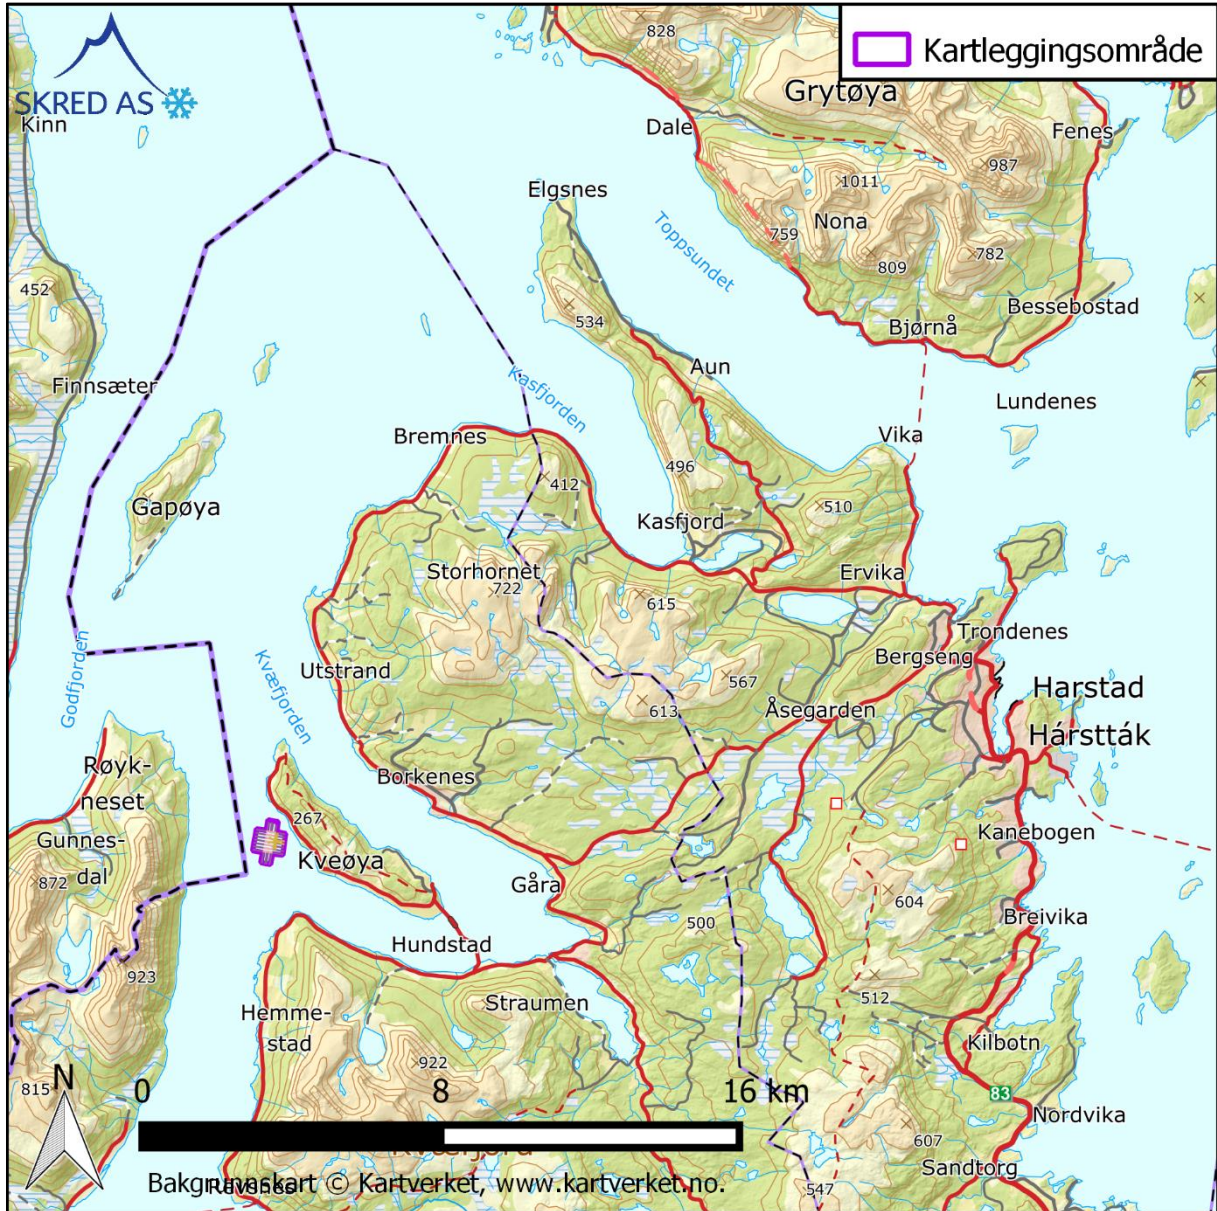 SKRED AS
Kartleggingsområde
828
Grytøya
Kinn
Dale
Fenes
987
1011
Elgsnes
Toppsundet
Nona
759
782
809
452
Bessebostad
534
Bjørnå
Aun
Finnsæter
Kasfjorden
Lundenes
Bremnes
Vika
496
412
510
Gapøya
Kasfjord
Storhornet
722
Ervika
615
Trondenes
Godfjorden
Kvæfjorden
Utstrand
Bergseng
567
Harstad
613
Åsegarden
Hárstták
Røyk-
neset
Borkenes
267
Kanebogen
Gunnes-
dal
Kveøya
872
Gåra
604
Breivika
500
Hundstad
923
Straumen
512
Hemme-
stad
Kilbotn
922
815
N
0
8
16 km
83
Nordvika
607
Kvæfjord
Sandtorg
Bakgrunnskart © Kartverket, www.kartverket.no.
Revsnes
547